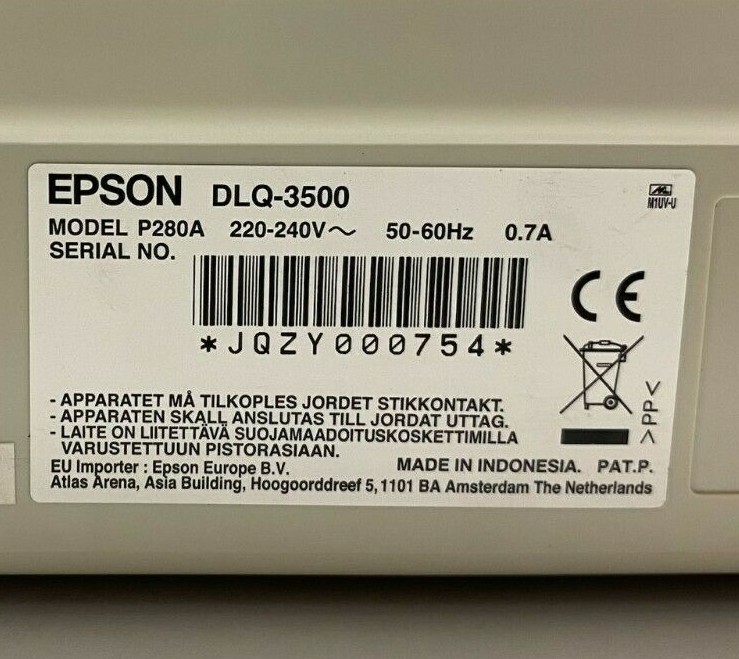 EPSON DLQ-3500
MODEL P280A 220-240V~ 50-60Hz 0.7A
M1UV-U
SERIAL NO.
*JQZY000754*
CE
>PP<
- APPARATET MÅ TILKOPLES JORDET STIKKONTAKT.
- APPARATEN SKALL ANSLUTAS TILL JORDAT UTTAG.
- LAITE ON LIITETTÄVÄ SUOJAMAADOITUSKOSKETTIMILLA
VARUSTETTUUN PISTORASIAAN.
EU Importer : Epson Europe B.V. MADE IN INDONESIA. PAT.P.
Atlas Arena, Asia Building, Hoogoorddreef 5, 1101 BA Amsterdam The Netherlands